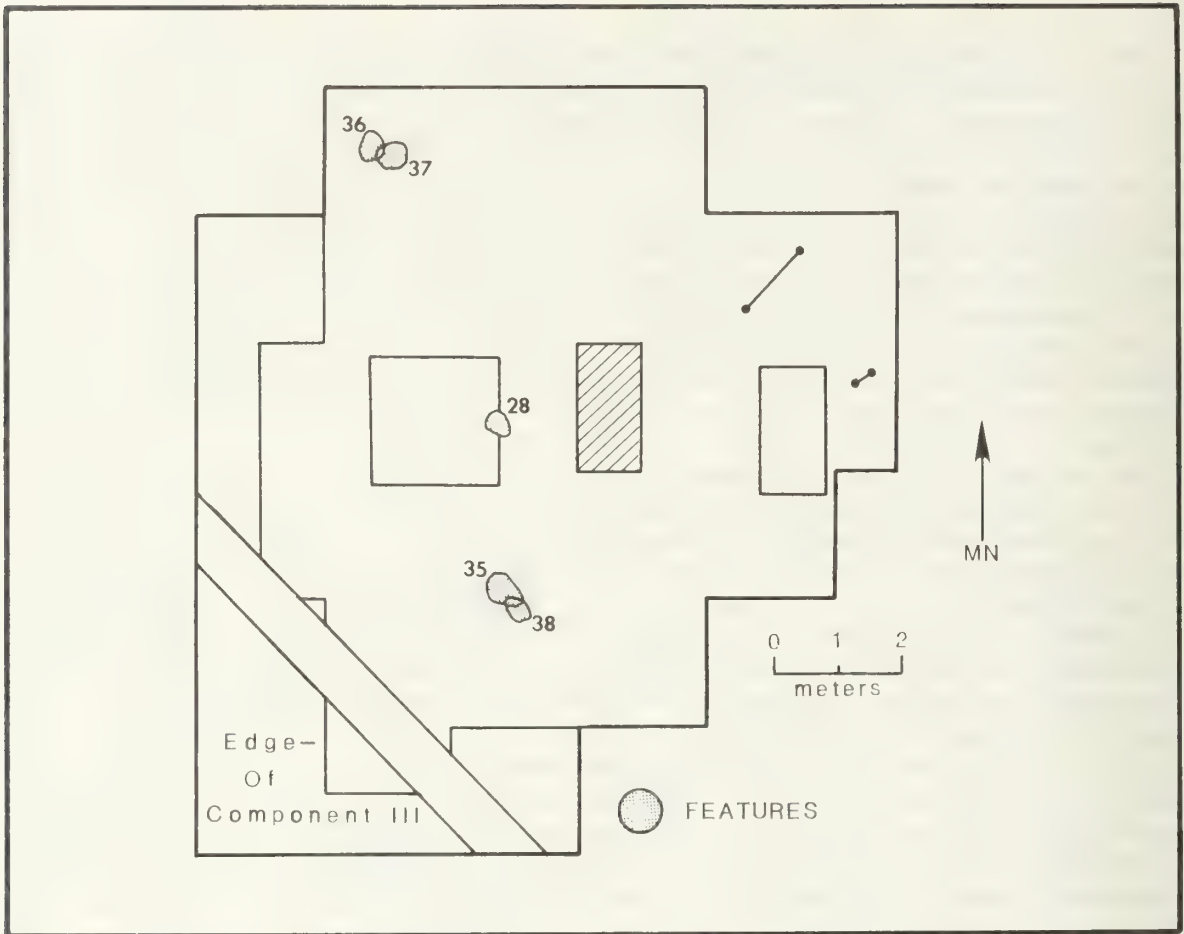 36
37
28
MN
35
38
0 1 2
meters
Edge-
Of
Component III
FEATURES